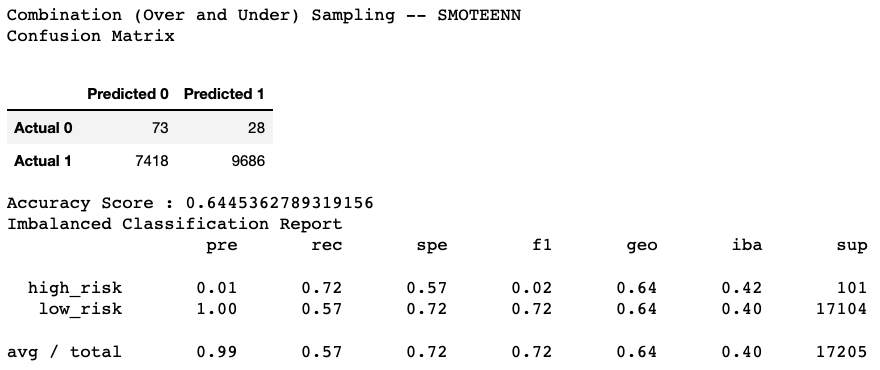 Combination (Over and Under) Sampling -- SMOTEENN
Confusion Matrix
Predicted 0 Predicted 1
Actual 0 73 28
Actual 1 7418 9686
Accuracy Score : 0.6445362789319156
Imbalanced Classification Report
pre rec spe f1 geo iba sup
high_risk 0.01 0.72 0.57 0.02 0.64 0.42 101
low_risk 1.00 0.57 0.72 0.72 0.64 0.40 17104
avg / total 0.99 0.57 0.72 0.72 0.64 0.40 17205